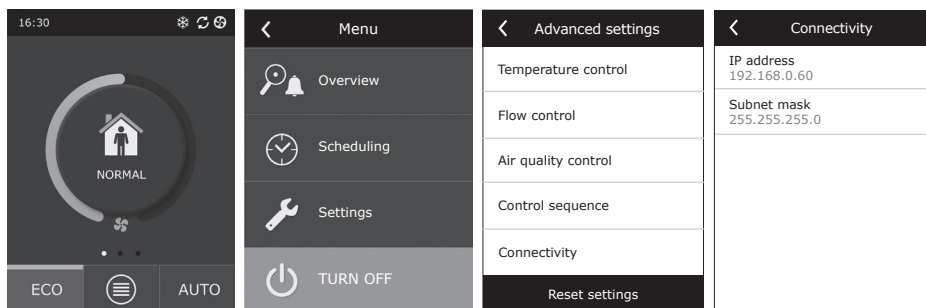 16:30
NORMAL
ECO
AUTO
Menu
Overview
Scheduling
Settings
TURN OFF
Advanced settings
Temperature control
Flow control
Air quality control
Control sequence
Connectivity
Reset settings
Connectivity
IP address
192.168.0.60
Subnet mask
255.255.255.0